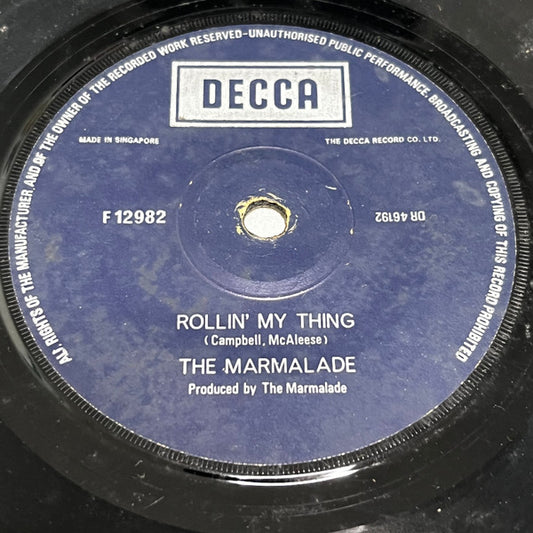 ALL RIGHTS OF THE MANUFACTURER AND OF THE OWNER OF THE RECORDED WORK RESERVED-UNAUTHORISED PUBLIC PERFORMANCE, BROADCASTING AND COPYING OF THIS RECORD PROHIBITED
DECCA
MADE IN SINGAPORE
THE DECCA RECORD CO. LTD.
F 12982
DR 46192
ROLLIN' MY THING
(Campbell, McAleese)
THE MARMALADE
Produced by The Marmalade